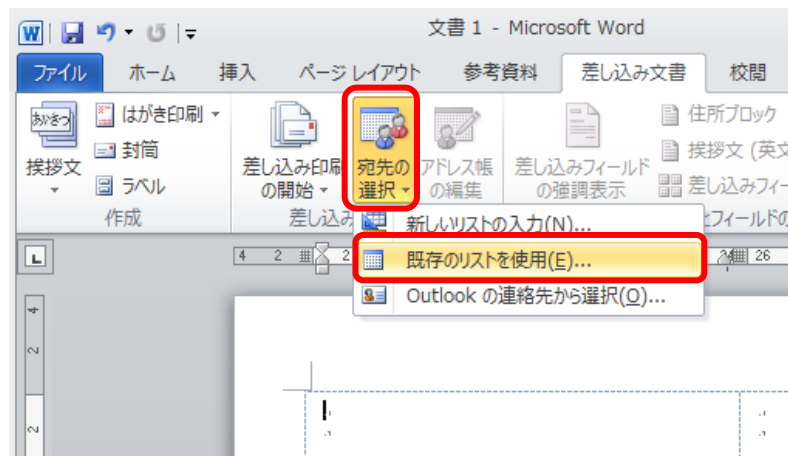 文書 1 - Microsoft Word
ファイル ホーム 挿入 ページ レイアウト 参考資料 差し込み文書 校閲
あいさつ
挨拶文
はがき印刷
封筒
ラベル
作成
差し込み印刷
の開始
宛先の
選択
アドレス帳
の編集
差し込み
差し込みフィールド
の強調表示
住所ブロック
挨拶文 (英文
差し込みフィー
とフィールドの
新しいリストの入力(N)...
既存のリストを使用(E)...
Outlook の連絡先から選択(O)...
4 2 2 24 26
4
2
2